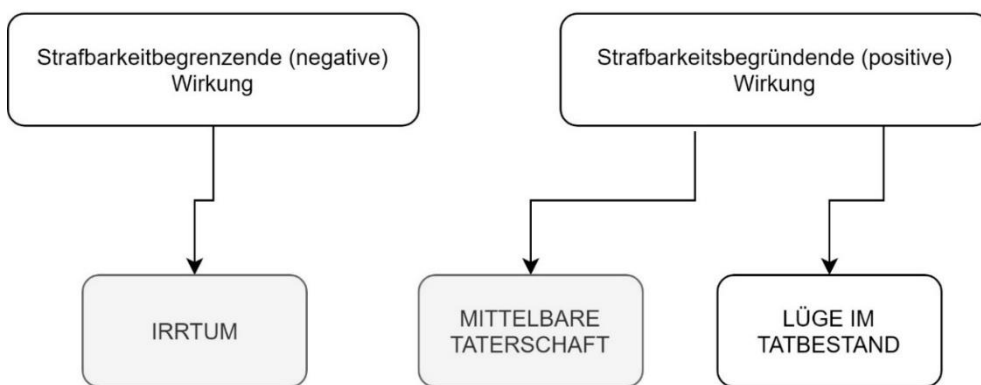 Strafbarkeitbegrenzende (negative)
Wirkung
Strafbarkeitsbegründende (positive)
Wirkung
IRRTUM
MITTELBARE
TATERSCHAFT
LÜGE IM
TATBESTAND